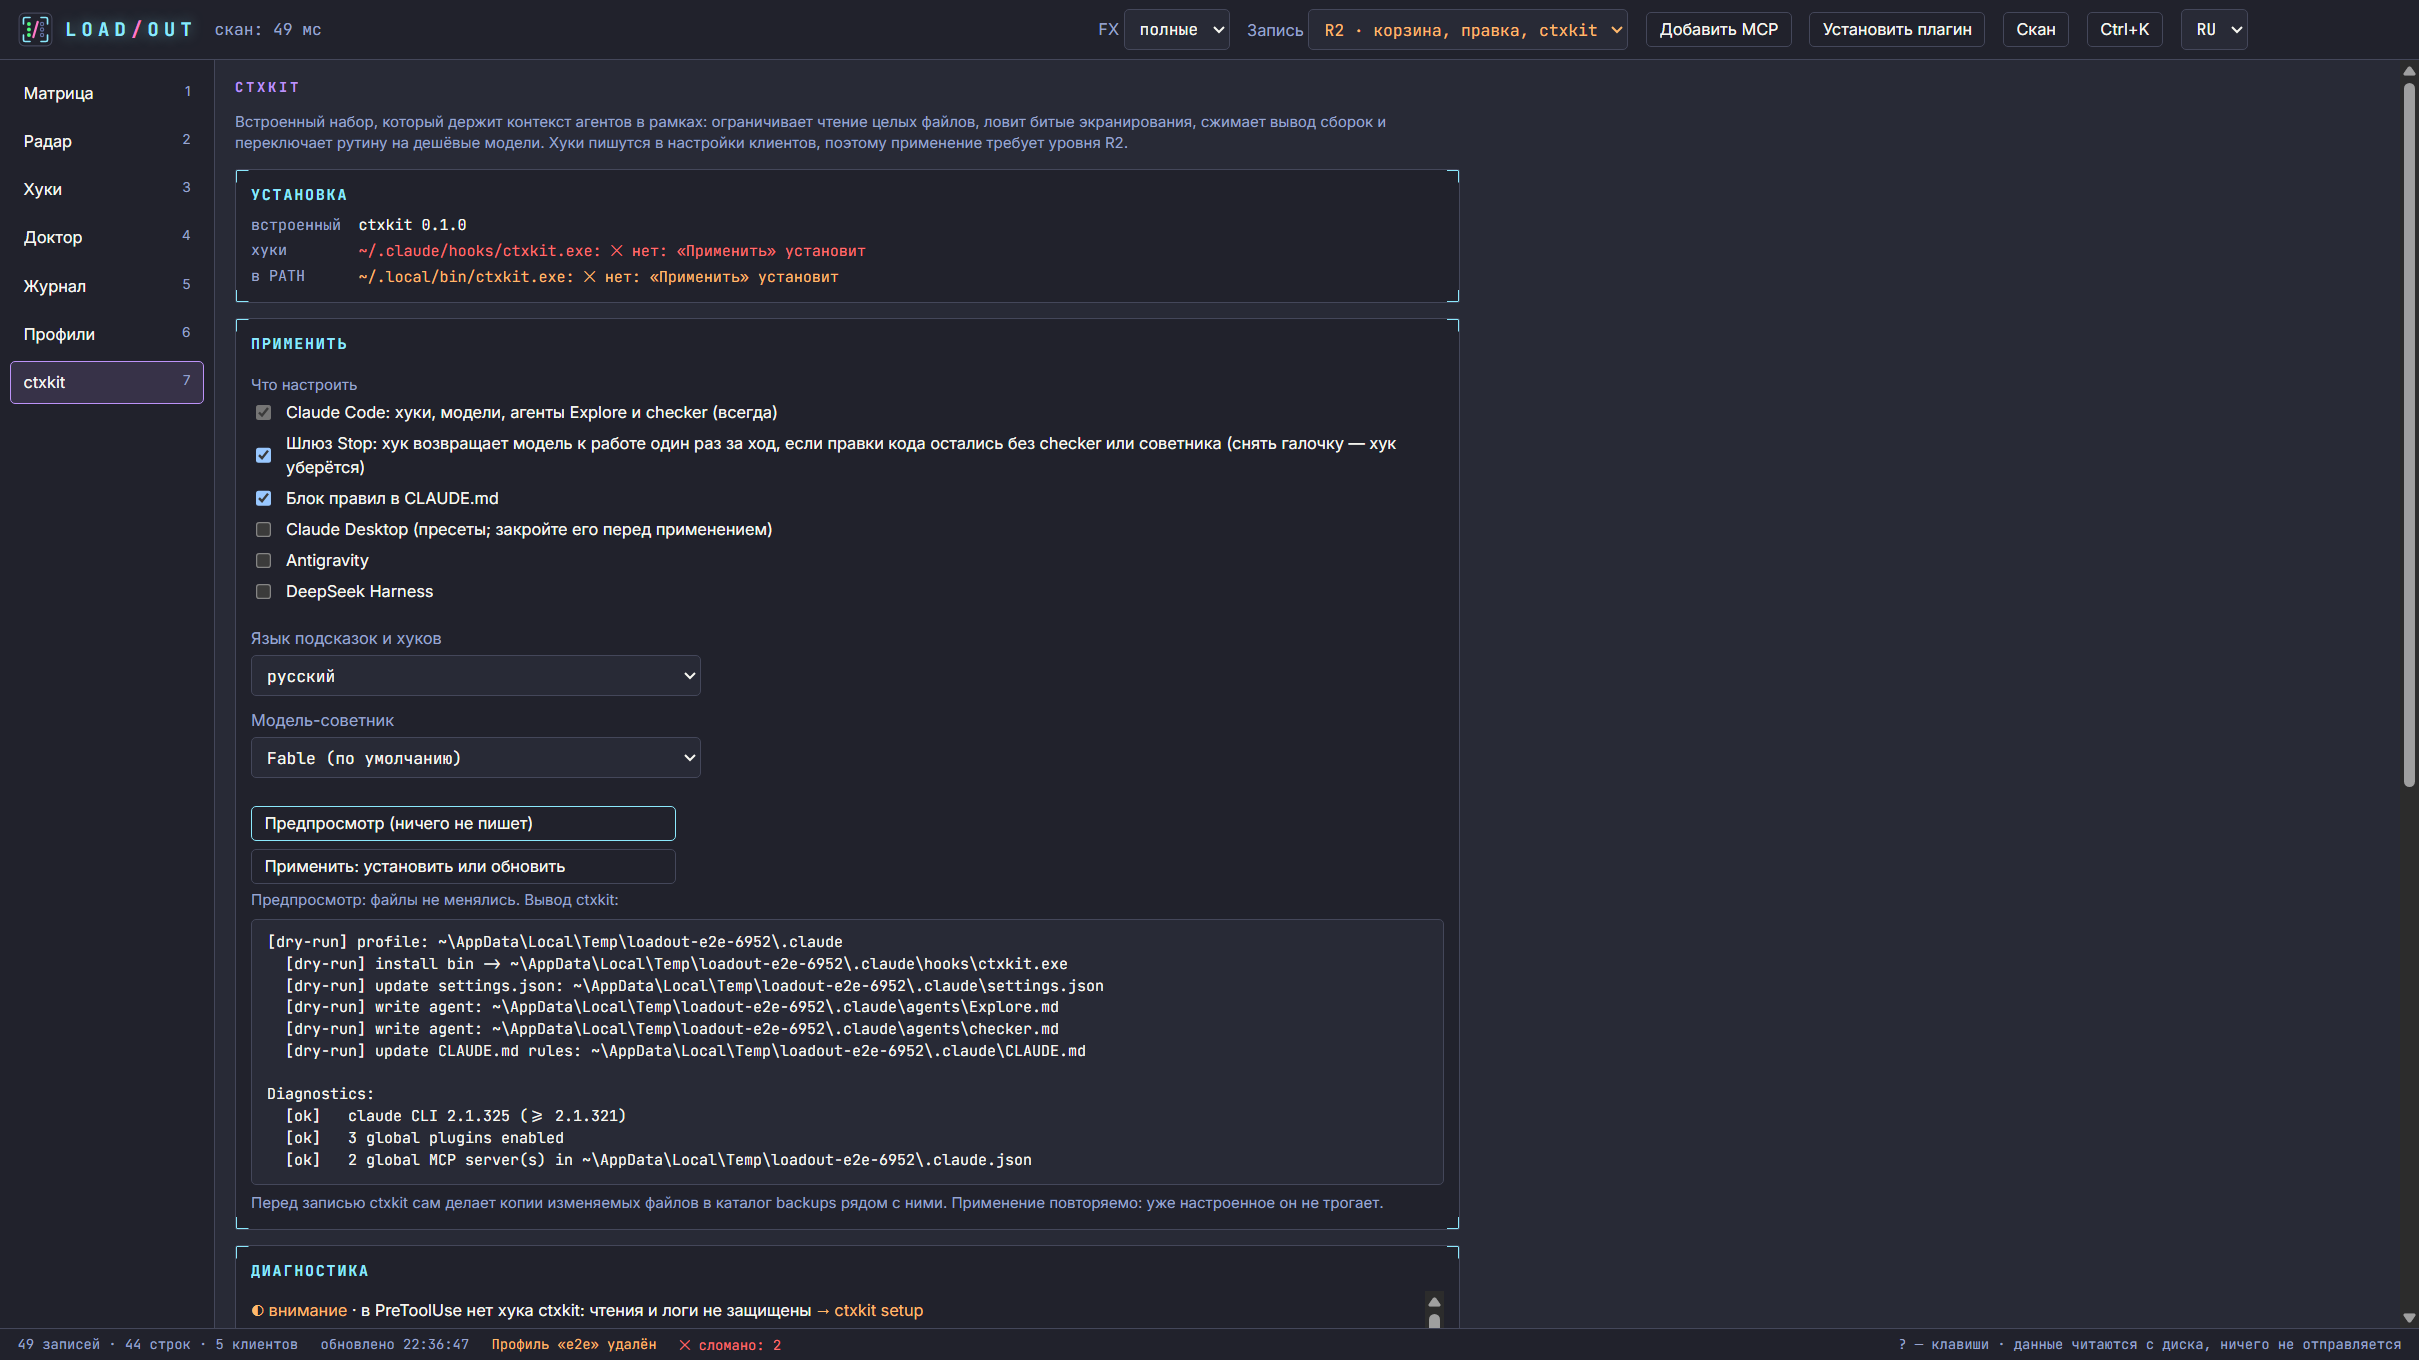 LOAD/OUT скан: 49 мс FX полные Запись R2 · корзина, правка, ctxkit Добавить MCP Установить плагин Скан Ctrl+K RU
Матрица 1
Радар 2
Хуки 3
Доктор 4
Журнал 5
Профили 6
ctxkit 7
CTXKIT
Встроенный набор, который держит контекст агентов в рамках: ограничивает чтение целых файлов, ловит битые экранирования, сжимает вывод сборок и
переключает рутину на дешёвые модели. Хуки пишутся в настройки клиентов, поэтому применение требует уровня R2.
УСТАНОВКА
встроенный ctxkit 0.1.0
хуки ~/.claude/hooks/ctxkit.exe: ✕ нет: «Применить» установит
в PATH ~/.local/bin/ctxkit.exe: ✕ нет: «Применить» установит
ПРИМЕНИТЬ
Что настроить
Claude Code: хуки, модели, агенты Explore и checker (всегда)
Шлюз Stop: хук возвращает модель к работе один раз за ход, если правки кода остались без checker или советника (снять галочку — хук
уберётся)
Блок правил в CLAUDE.md
Claude Desktop (пресеты; закройте его перед применением)
Antigravity
DeepSeek Harness
Язык подсказок и хуков
русский
Модель-советник
Fable (по умолчанию)
Предпросмотр (ничего не пишет)
Применить: установить или обновить
Предпросмотр: файлы не менялись. Вывод ctxkit:
[dry-run] profile: ~\AppData\Local\Temp\loadout-e2e-6952\.claude
[dry-run] install bin -> ~\AppData\Local\Temp\loadout-e2e-6952\.claude\hooks\ctxkit.exe
[dry-run] update settings.json: ~\AppData\Local\Temp\loadout-e2e-6952\.claude\settings.json
[dry-run] write agent: ~\AppData\Local\Temp\loadout-e2e-6952\.claude\agents\Explore.md
[dry-run] write agent: ~\AppData\Local\Temp\loadout-e2e-6952\.claude\agents\checker.md
[dry-run] update CLAUDE.md rules: ~\AppData\Local\Temp\loadout-e2e-6952\.claude\CLAUDE.md
Diagnostics:
[ok] claude CLI 2.1.325 (>= 2.1.321)
[ok] 3 global plugins enabled
[ok] 2 global MCP server(s) in ~\AppData\Local\Temp\loadout-e2e-6952\.claude.json
Перед записью ctxkit сам делает копии изменяемых файлов в каталог backups рядом с ними. Применение повторяемо: уже настроенное он не трогает.
ДИАГНОСТИКА
◐ внимание · в PreToolUse нет хука ctxkit: чтения и логи не защищены → ctxkit setup
49 записей · 44 строк · 5 клиентов обновлено 22:36:47 Профиль «e2e» удалён ✕ сломано: 2 ? — клавиши · данные читаются с диска, ничего не отправляется